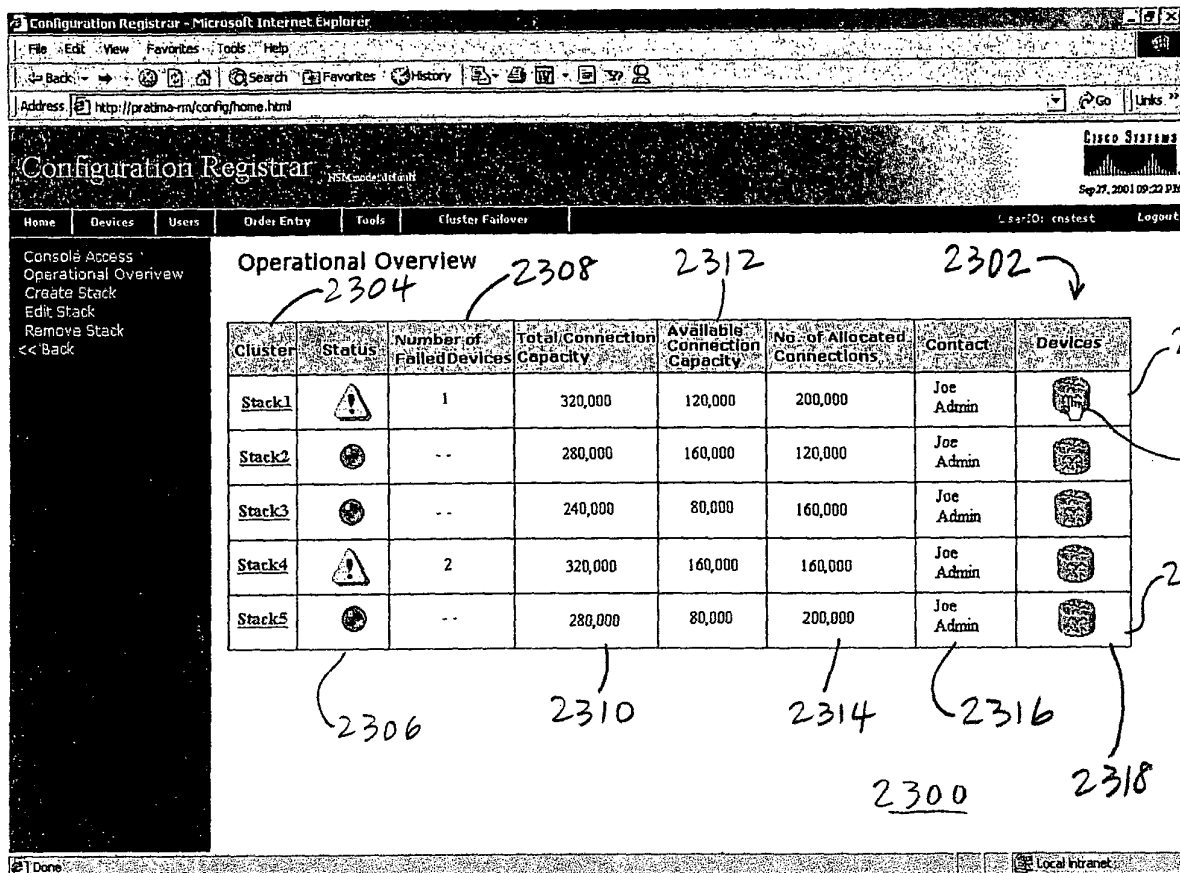 Configuration Registrar - Microsoft Internet Explorer
File Edit View Favorites Tools Help
Back Search Favorites History
Address http://pratima-rm/config/home.html Go Links »
Configuration Registrar
CISCO SYSTEMS
Sep 27, 2001 09:22 PM
Home Devices Users Order Entry Tools Cluster Failover UserID: cnstest Logout
Console Access
Operational Overivew
Create Stack
Edit Stack
Remove Stack
<< Back
Operational Overview
2304 2308 2312 2302
Cluster Status Number of Failed Devices Total Connection Capacity Available Connection Capacity No. of Allocated Connections Contact Devices
Stack1 1 320,000 120,000 200,000 Joe Admin
Stack2 -- 280,000 160,000 120,000 Joe Admin
Stack3 -- 240,000 80,000 160,000 Joe Admin
Stack4 2 320,000 160,000 160,000 Joe Admin
Stack5 -- 280,000 80,000 200,000 Joe Admin
2306 2310 2314 2316 2318
2300
Done Local intranet